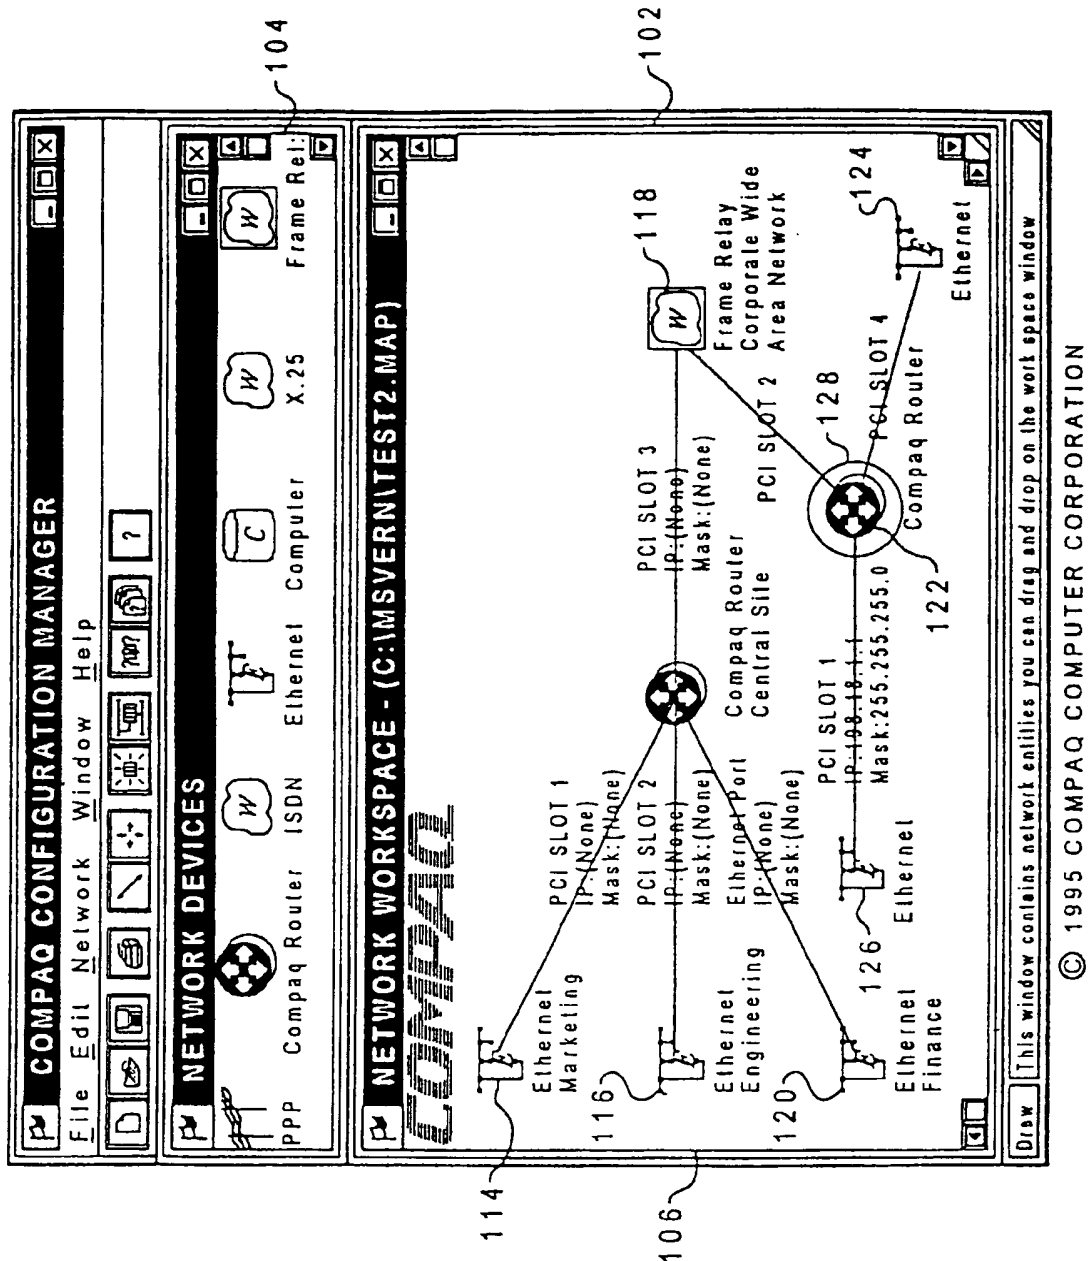 COMPAQ CONFIGURATION MANAGER
File Edit Network Window Help
?
NETWORK DEVICES
104
PPP
Compaq Router
W
ISDN
E
Ethernet
C
Computer
W
X.25
W
Frame Rel:
NETWORK WORKSPACE - (C:\MSVERN\TEST2.MAP)
102
COMPAQ
114
E
Ethernet
Marketing
PCI SLOT 1
IP:(None)
Mask:(None)
116
E
Ethernet
Engineering
PCI SLOT 2
IP:(None)
Mask:(None)
Ethernet Port
IP:(None)
Mask:(None)
Compaq Router
Central Site
PCI SLOT 3
IP:(None)
Mask:(None)
118
W
Frame Relay
Corporate Wide
Area Network
PCI SLOT 2
106
120
E
Ethernet
Finance
126
E
Ethernet
PCI SLOT 1
IP:198.18.1.1
Mask:255.255.255.0
122
128
Compaq Router
PCI SLOT 4
124
E
Ethernet
Draw
This window contains network entities you can drag and drop on the work space window
© 1995 COMPAQ COMPUTER CORPORATION